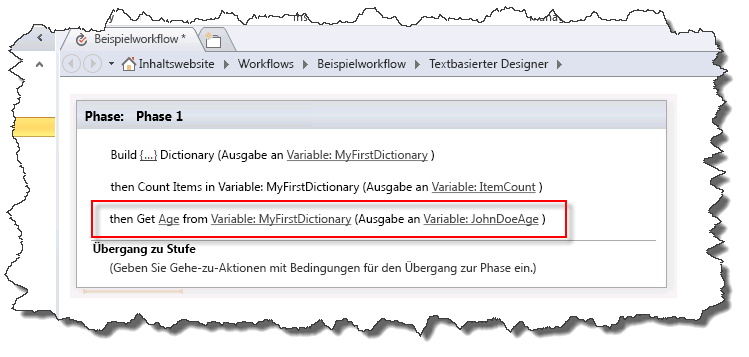 Beispielworkflow *
Inhaltswebsite Workflows Beispielworkflow Textbasierter Designer
Phase: Phase 1
Build {...} Dictionary (Ausgabe an Variable: MyFirstDictionary )
then Count Items in Variable: MyFirstDictionary (Ausgabe an Variable: ItemCount )
then Get Age from Variable: MyFirstDictionary (Ausgabe an Variable: JohnDoeAge )
Übergang zu Stufe
(Geben Sie Gehe-zu-Aktionen mit Bedingungen für den Übergang zur Phase ein.)